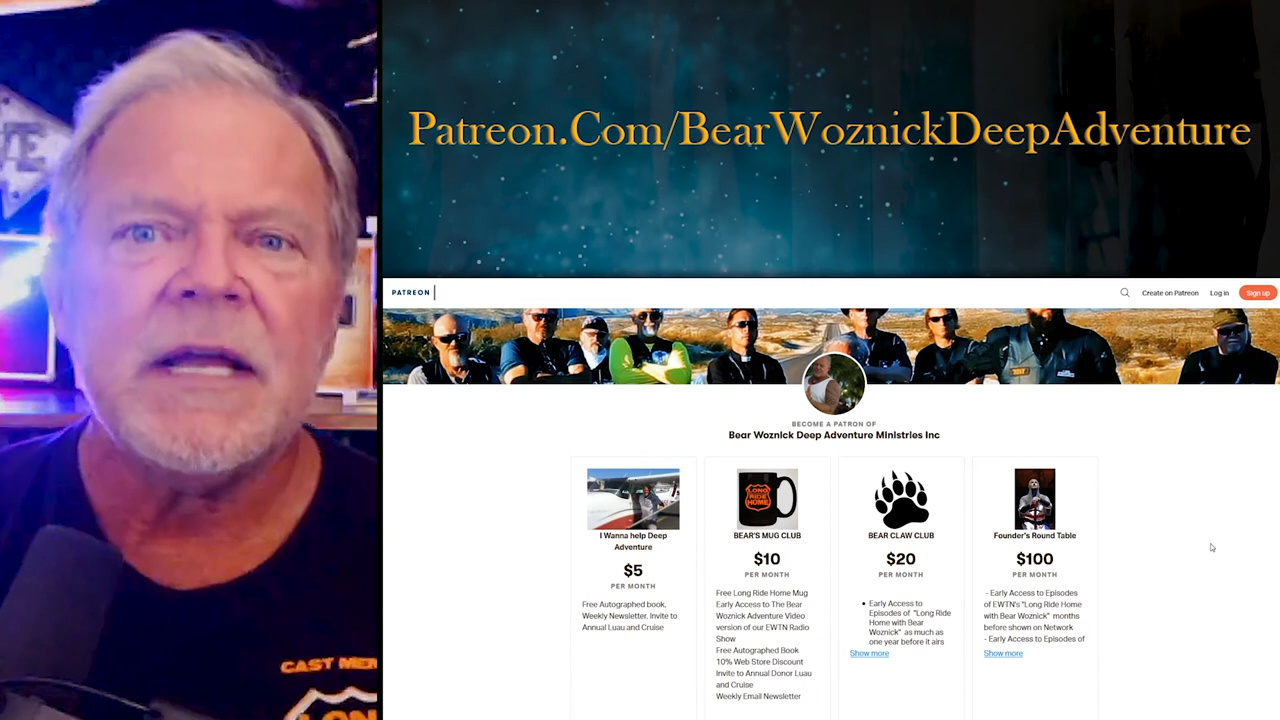 Patreon.Com/BearWoznickDeepAdventure
PATREON
Create on Patreon
Log in
Sign up
BECOME A PATRON OF
Bear Woznick Deep Adventure Ministries Inc
I Wanna help Deep
Adventure
$5
PER MONTH
Free Autographed book,
Weekly Newsletter. Invite to
Annual Luau and Cruise
LONG
RIDE
HOME
BEAR'S MUG CLUB
$10
PER MONTH
Free Long Ride Home Mug
Early Access to The Bear
Woznick Adventure Video
version of our EWTN Radio
Show
Free Autographed Book
10% Web Store Discount
Invite to Annual Donor Luau
and Cruise
Weekly Email Newsletter
BEAR CLAW CLUB
$20
PER MONTH
• Early Access to
Episodes of "Long Ride
Home with Bear
Woznick" as much as
one year before it airs
Show more
Founder's Round Table
$100
PER MONTH
- Early Access to Episodes
of EWTN's "Long Ride Home
with Bear Woznick" months
before shown on Network
- Early Access to Episodes of
Show more
CAST